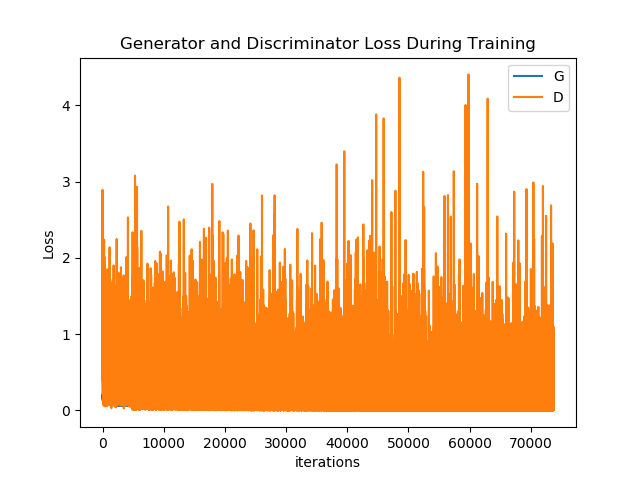 Generator and Discriminator Loss During Training
G
D
4
3
2
1
0
Loss
0 10000 20000 30000 40000 50000 60000 70000
iterations